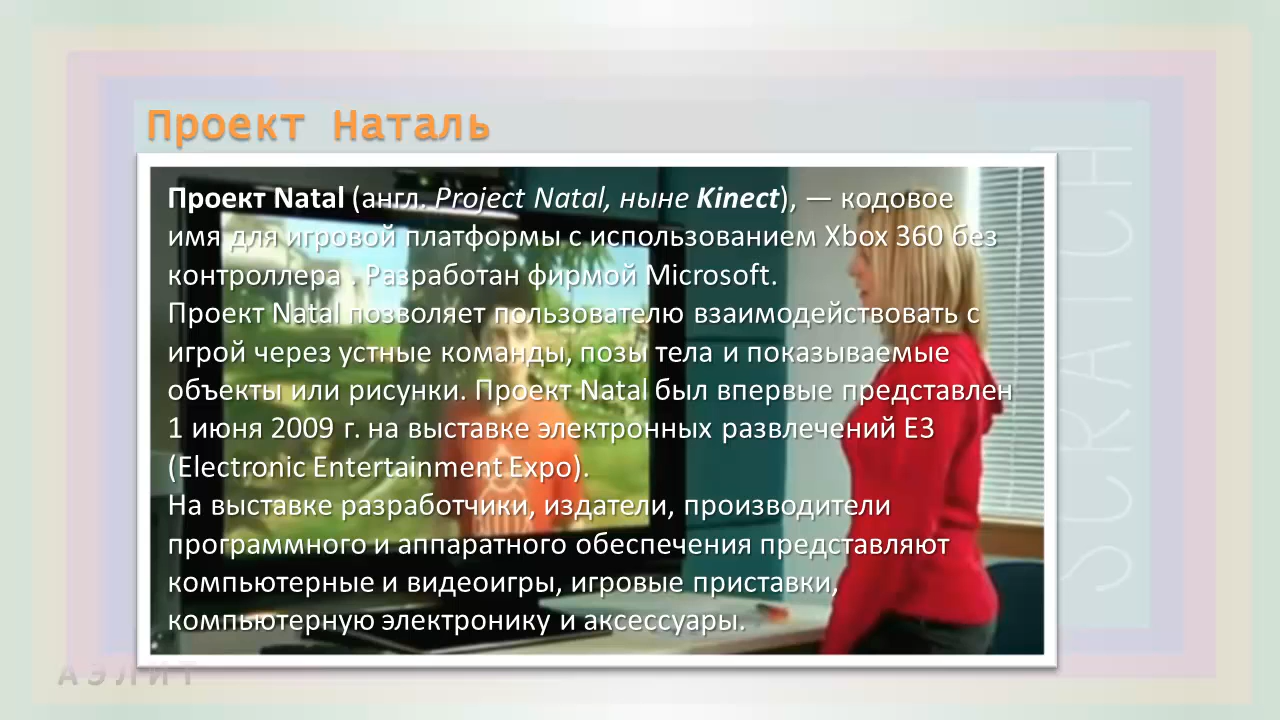 Проект Наталь
Проект Natal (англ. Project Natal, ныне Kinect), — кодовое
имя для игровой платформы с использованием Xbox 360 без
контроллера . Разработан фирмой Microsoft.
Проект Natal позволяет пользователю взаимодействовать с
игрой через устные команды, позы тела и показываемые
объекты или рисунки. Проект Natal был впервые представлен
1 июня 2009 г. на выставке электронных развлечений E3
(Electronic Entertainment Expo).
На выставке разработчики, издатели, производители
программного и аппаратного обеспечения представляют
компьютерные и видеоигры, игровые приставки,
компьютерную электронику и аксессуары.
SCRATCH
АЭЛИТ